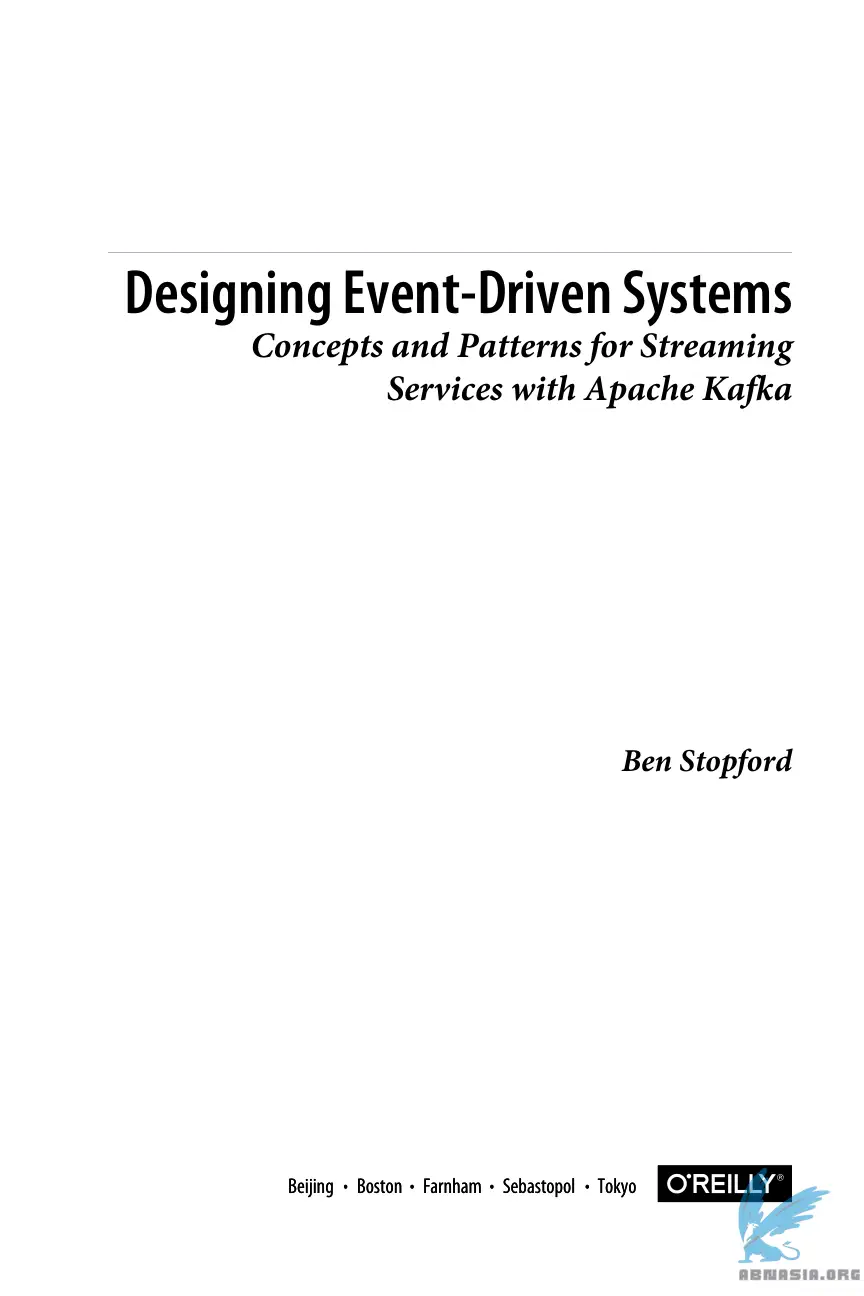 Designing Event-Driven Systems
Concepts and Patterns for Streaming
Services with Apache Kafka
Ben Stopford
Beijing • Boston • Farnham • Sebastopol • Tokyo
O'REILLY®
ABNASIA.ORG